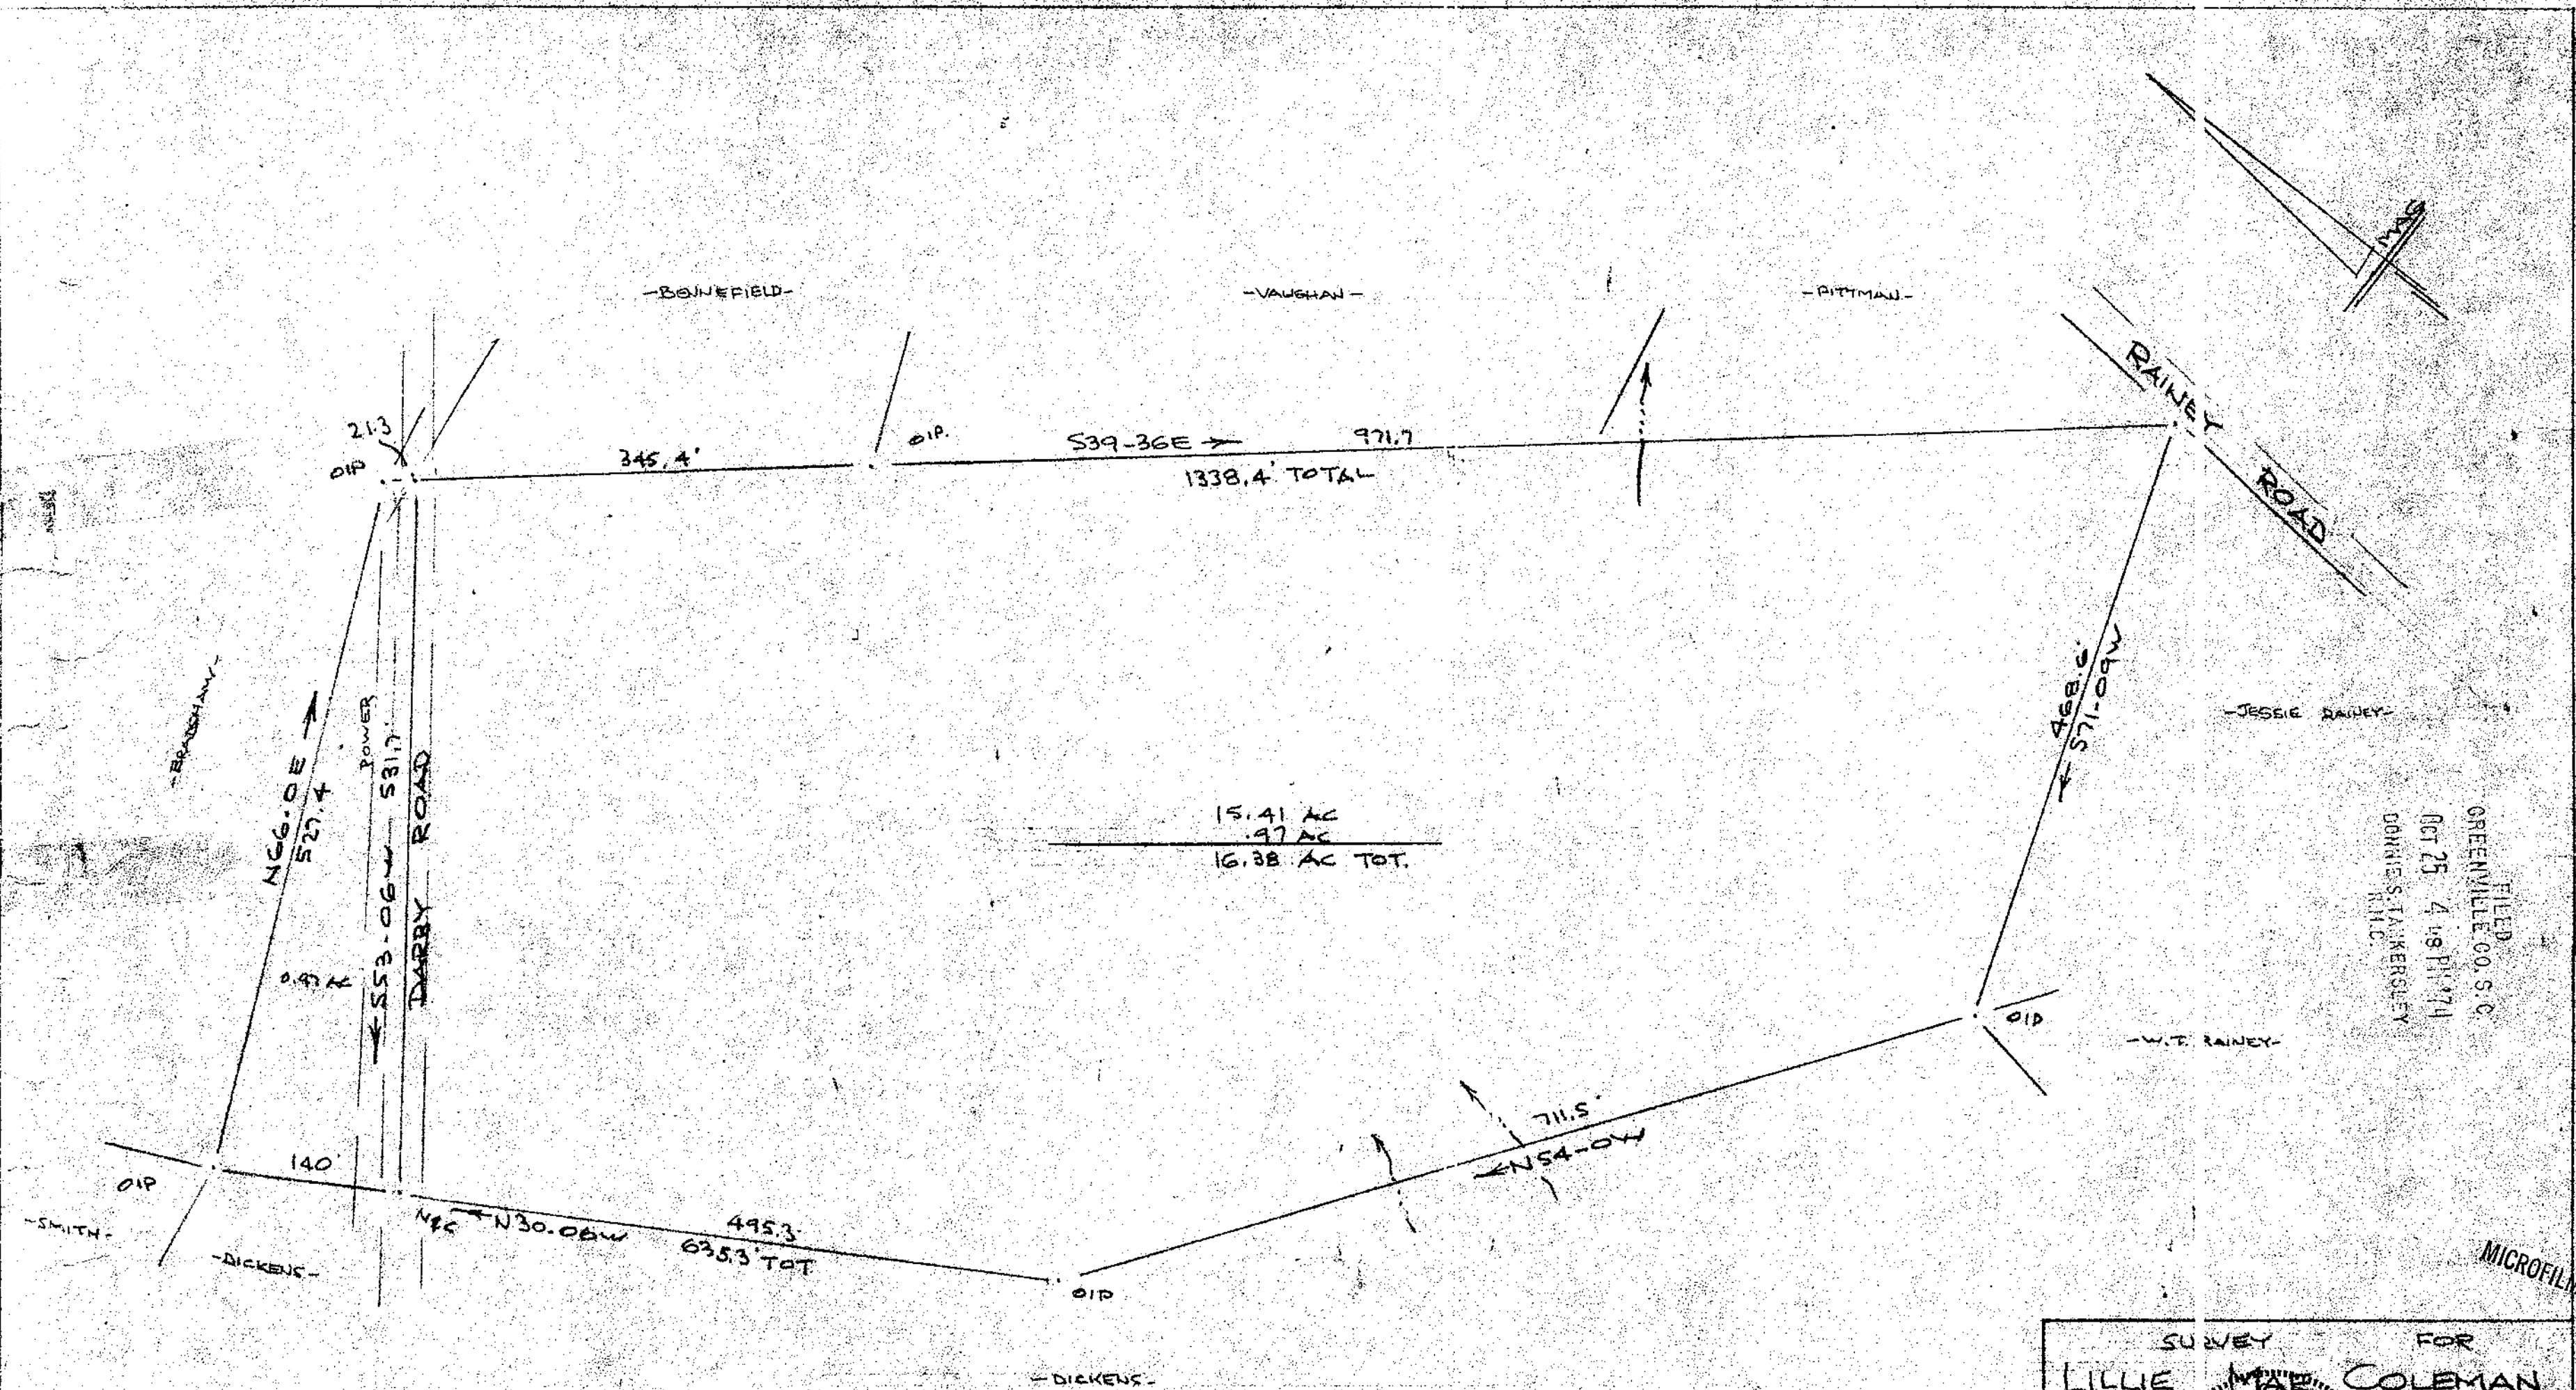 MAG
-BENNEFIELD-
-VAUGHAN-
-PITTMAN-
RAINEY ROAD
21.3
OIP
345.4'
OIP.
S39-36E →
971.7
1338.4' TOTAL
468.6'
← S71-09W
-JESSIE RAINEY-
-BRADSHAW-
N66.0E →
527.4
POWER
← S53-06W
531.7'
DARBY ROAD
0.97 AC
15.41 AC
.97 AC
16.38 AC TOT.
FILED
GREENVILLE CO. S. C.
OCT 25 4 18 PM '74
DONNIE S. TANKERSLEY
R.M.C.
OIP
-W.T. RAINEY-
711.5'
← N54-0W
140'
OIP
-SMITH-
N&C
← N30.06W
495.3
635.3' TOT
-DICKENS-
OIP
-DICKENS-
SURVEY FOR
LILLIE MAE COLEMAN